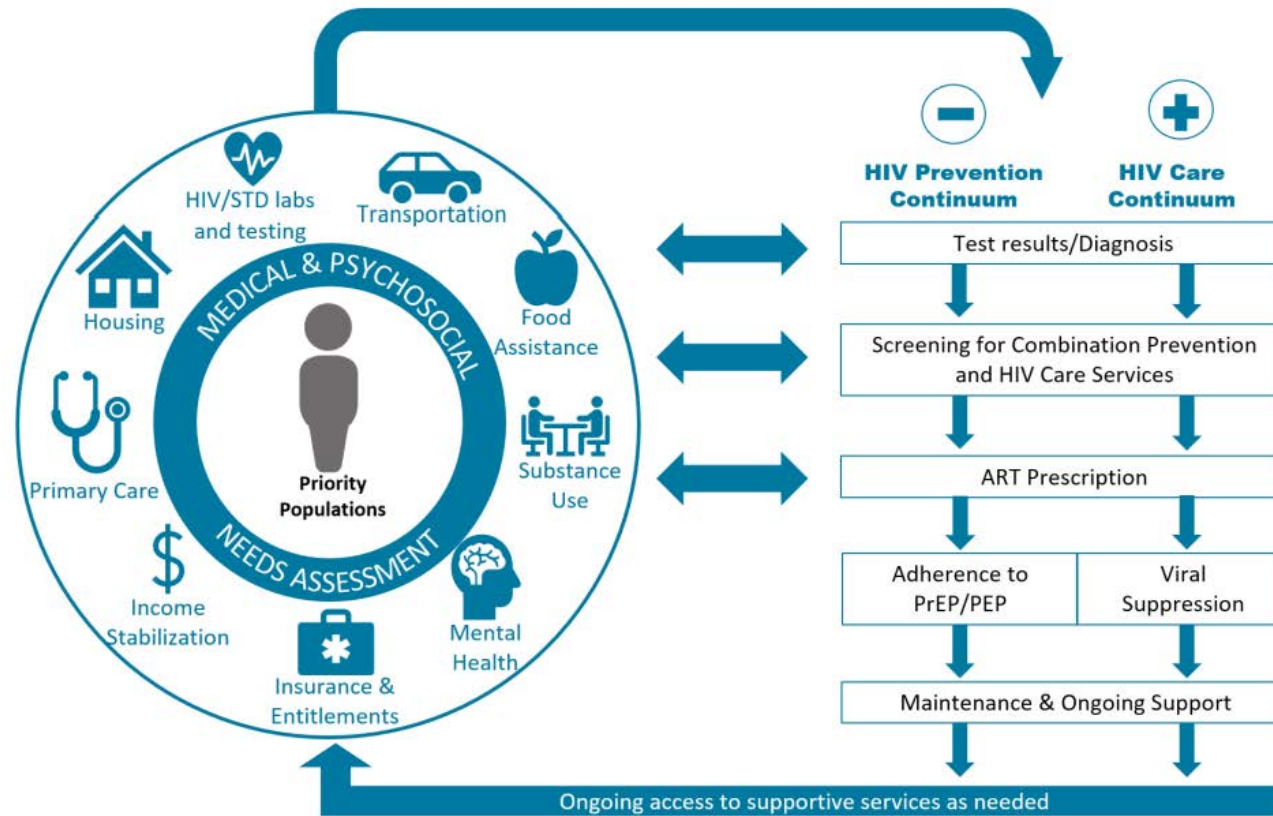 HIV/STD labs
and testing
Transportation
Food
Assistance
Substance
Use
Mental
Health
Insurance &
Entitlements
Income
Stabilization
Primary Care
Housing
MEDICAL & PSYCHOSOCIAL
NEEDS ASSESSMENT
Priority
Populations
HIV Prevention
Continuum
HIV Care
Continuum
Test results/Diagnosis
Screening for Combination Prevention
and HIV Care Services
ART Prescription
Adherence to
PrEP/PEP
Viral
Suppression
Maintenance & Ongoing Support
Ongoing access to supportive services as needed